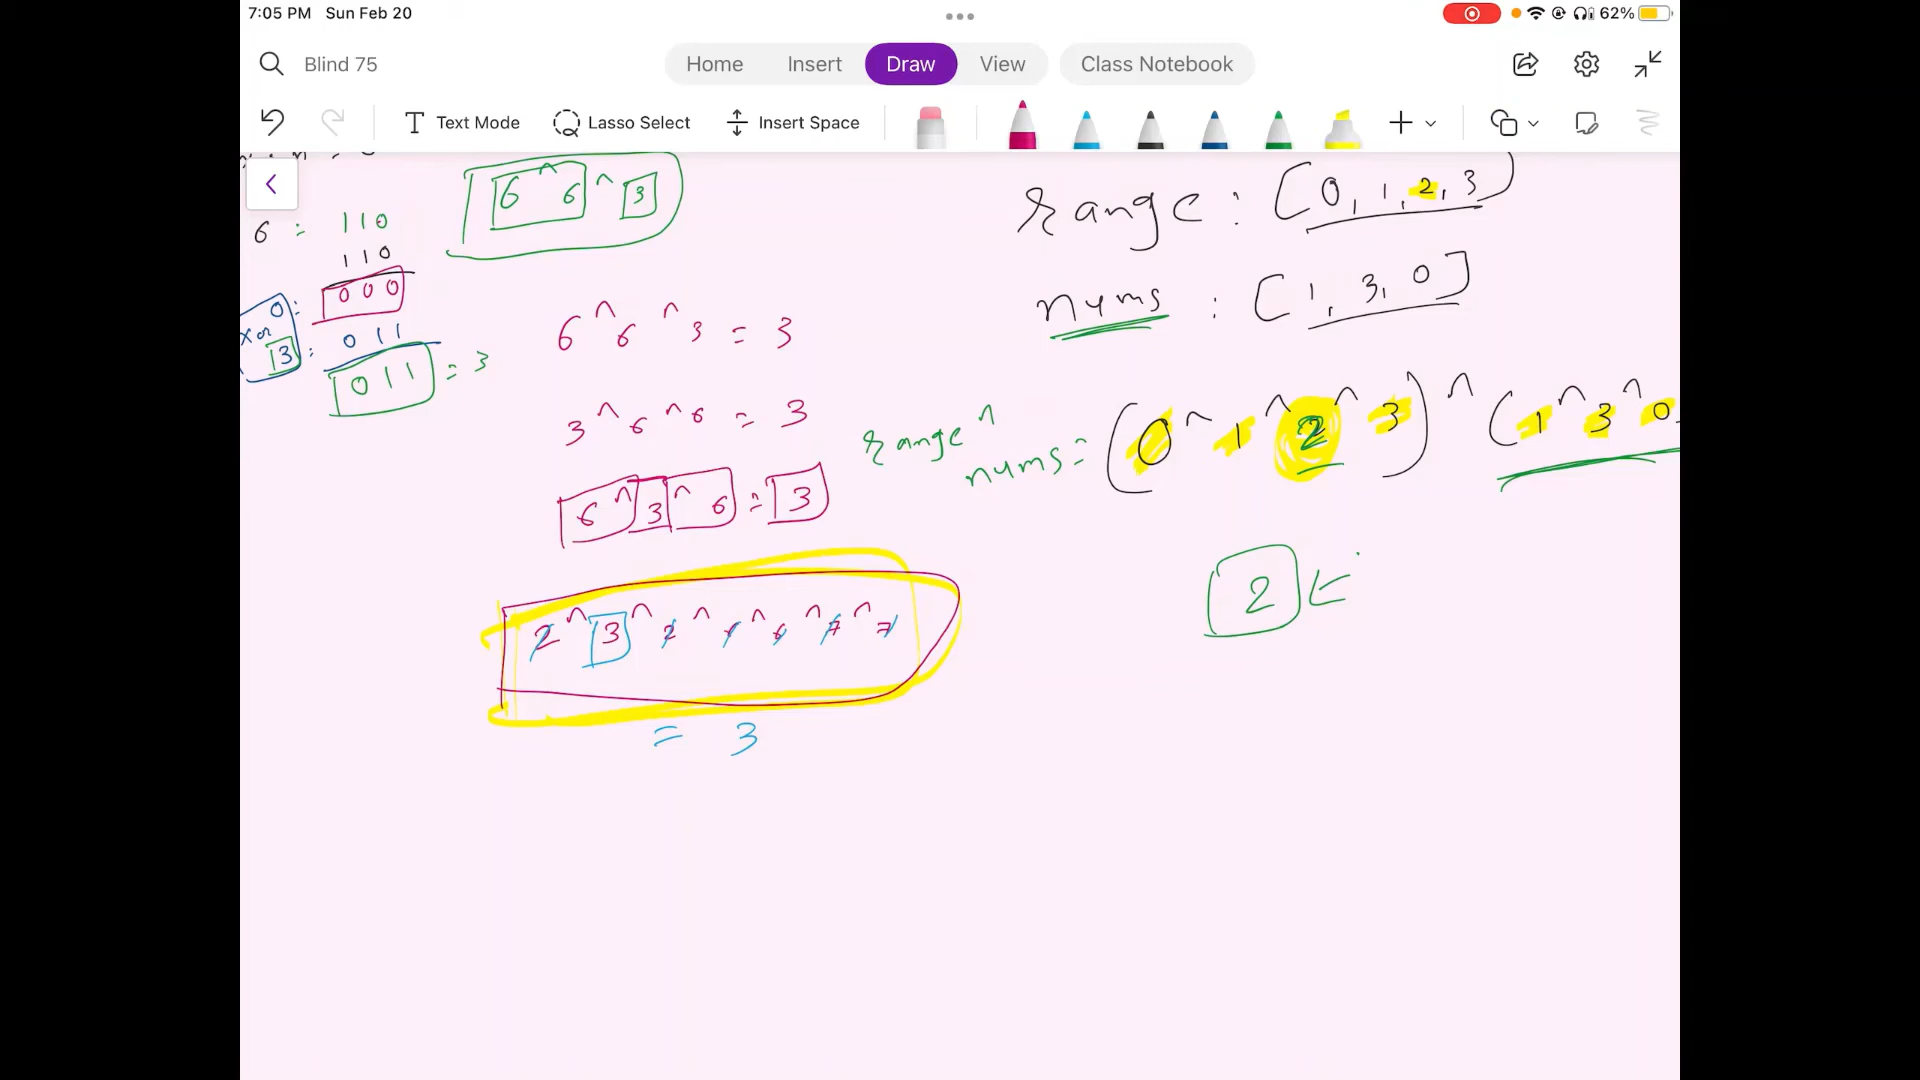 7:05 PM Sun Feb 20
62%
Blind 75
Home Insert Draw View Class Notebook
Text Mode Lasso Select Insert Space
6 : 110
110
000
0:
xor
3 : 011
011 = 3
6 ^ 6 ^ 3
6 ^ 6 ^ 3 = 3
3 ^ 6 ^ 6 = 3
6 ^ 3 ^ 6 = 3
2 ^ 3 ^ 2 ^ 6 ^ 6 ^ 7 ^ 7
= 3
range : [0, 1, 2, 3]
nums : [1, 3, 0]
range ^
nums = (0 ^ 1 ^ 2 ^ 3) ^ (1 ^ 3 ^ 0
2 ←